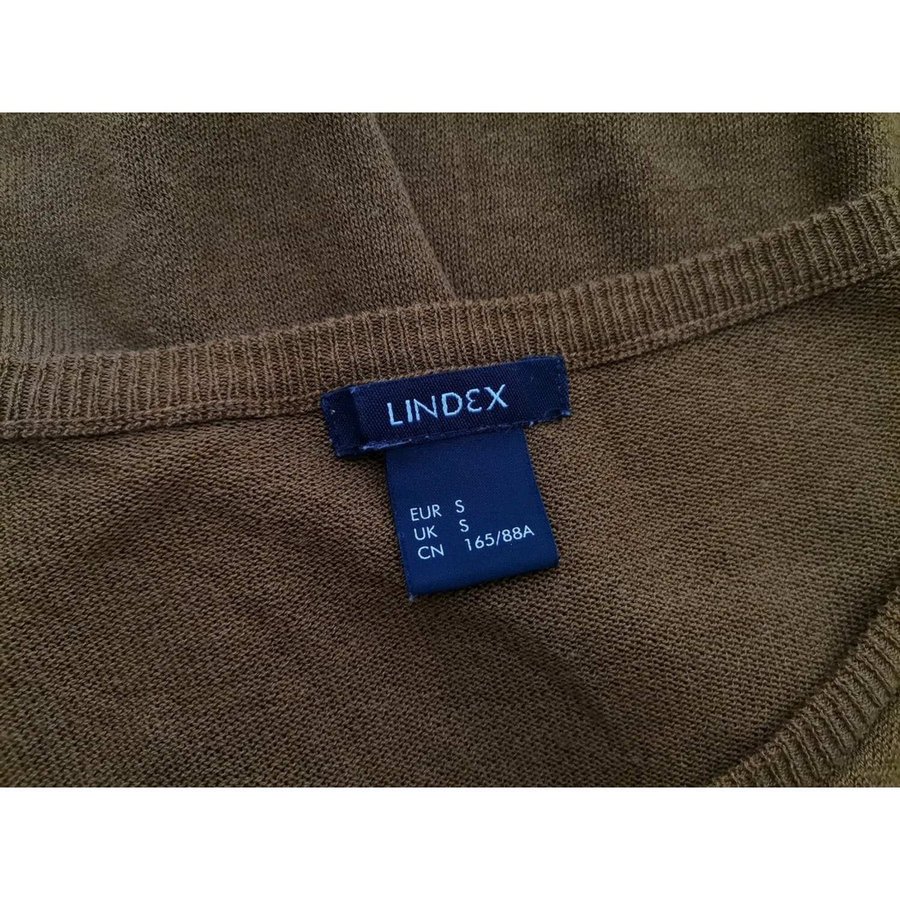 LINDEX
EUR S
UK S
CN 165/88A